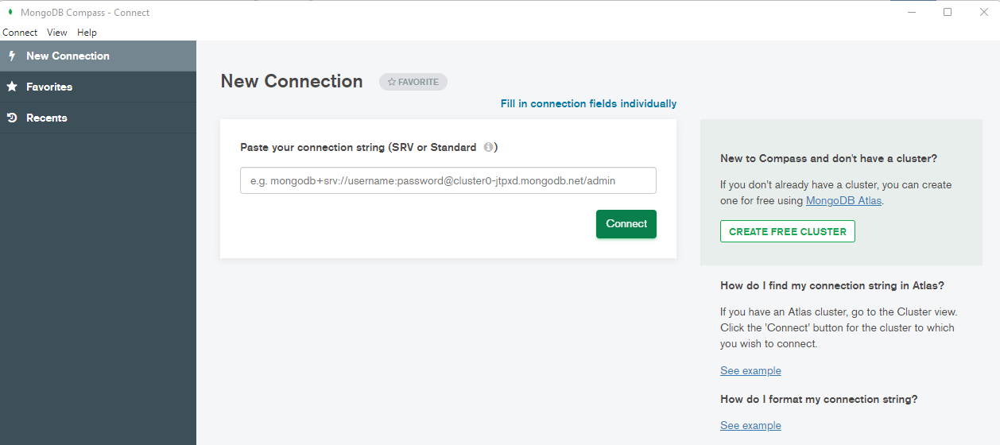 MongoDB Compass - Connect
Connect View Help
New Connection
Favorites
Recents
New Connection
FAVORITE
Fill in connection fields individually
Paste your connection string (SRV or Standard )
e.g. mongodb+srv://username:password@cluster0-jtpxd.mongodb.net/admin
Connect
New to Compass and don't have a cluster?
If you don't already have a cluster, you can create
one for free using MongoDB Atlas.
CREATE FREE CLUSTER
How do I find my connection string in Atlas?
If you have an Atlas cluster, go to the Cluster view.
Click the 'Connect' button for the cluster to which
you wish to connect.
See example
How do I format my connection string?
See example